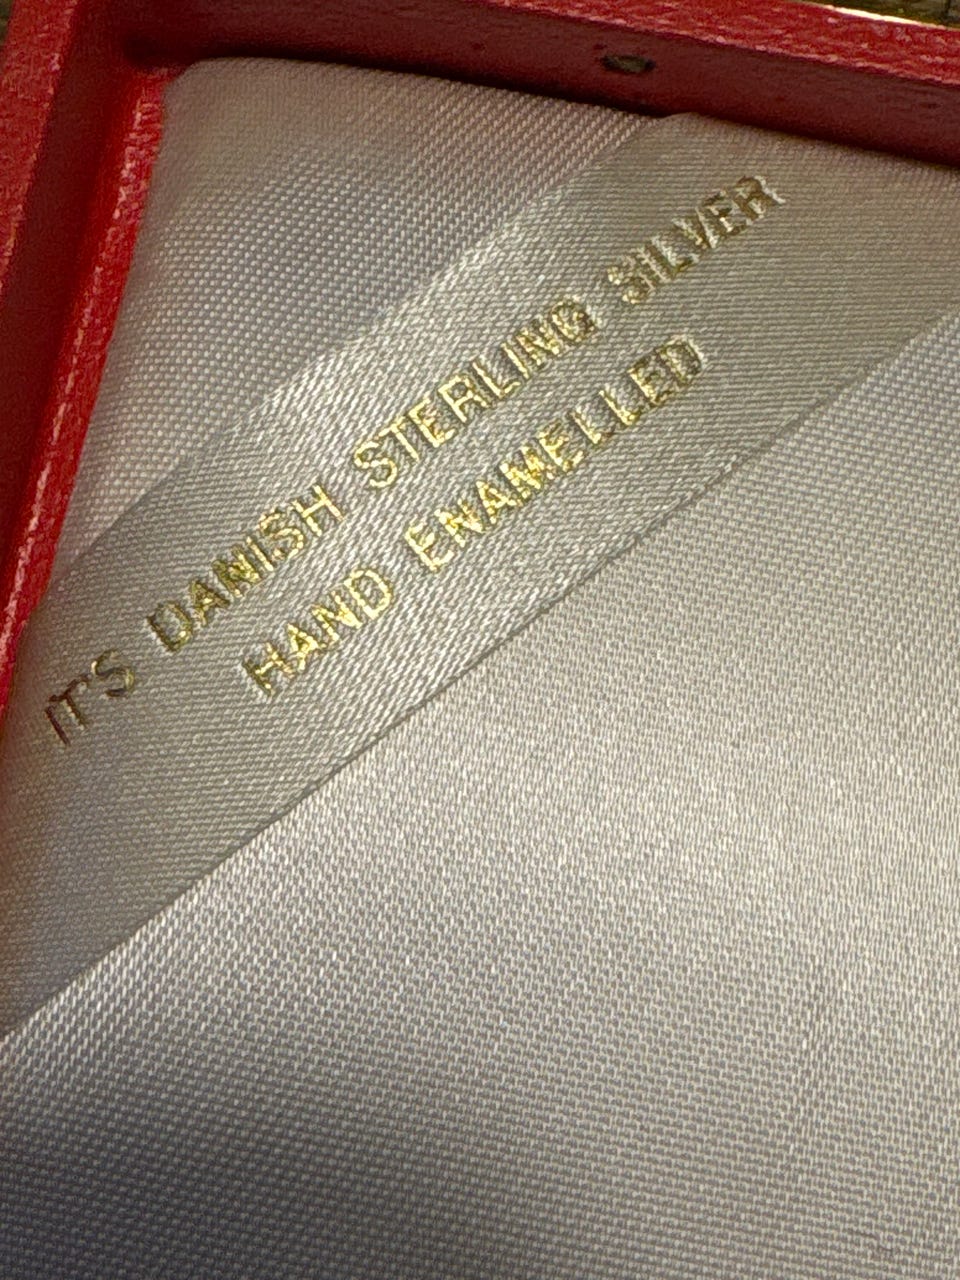 IT'S DANISH STERLING SILVER
HAND ENAMELLED